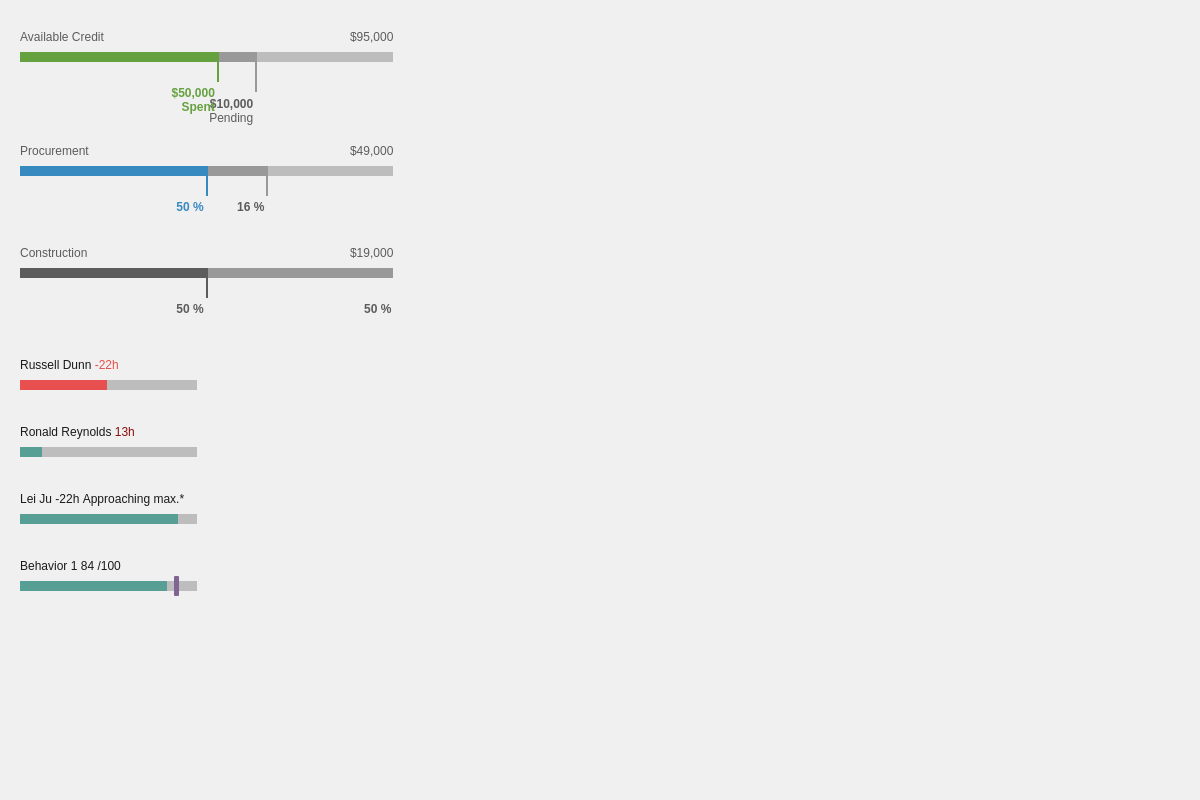 Available Credit $95,000
$50,000
Spent
$10,000
Pending
Procurement $49,000
50 % 16 %
Construction $19,000
50 % 50 %
Russell Dunn -22h
Ronald Reynolds 13h
Lei Ju -22h Approaching max.*
Behavior 1 84 /100